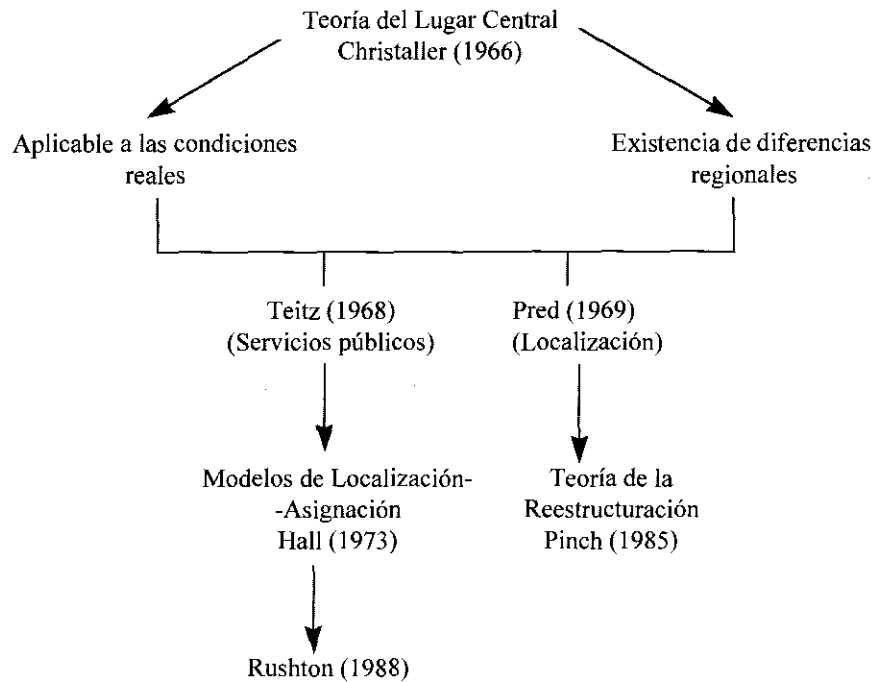 Teoría del Lugar Central
Christaller (1966)
Aplicable a las condiciones
reales
Existencia de diferencias
regionales
Teitz (1968)
(Servicios públicos)
Pred (1969)
(Localización)
Modelos de Localización-
-Asignación
Hall (1973)
Teoría de la
Reestructuración
Pinch (1985)
Rushton (1988)